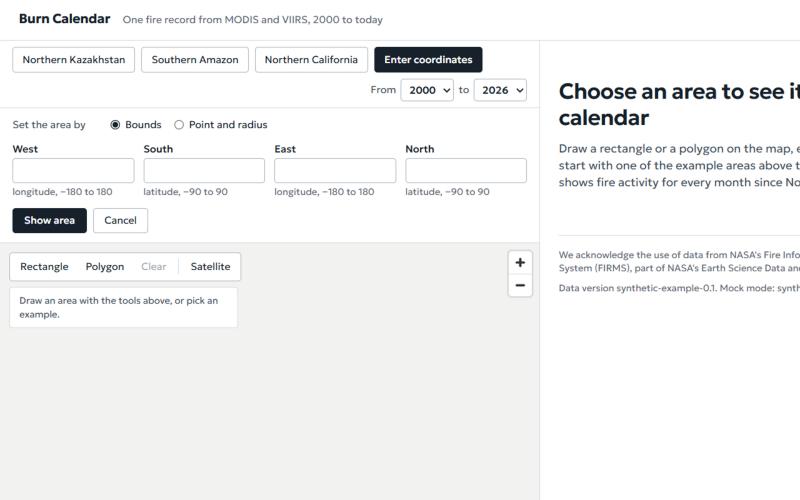 Burn Calendar One fire record from MODIS and VIIRS, 2000 to today
Northern Kazakhstan Southern Amazon Northern California Enter coordinates
From 2000 to 2026
Set the area by Bounds Point and radius
West South East North
longitude, −180 to 180 latitude, −90 to 90 longitude, −180 to 180 latitude, −90 to 90
Show area Cancel
Rectangle Polygon Clear Satellite
+
−
Draw an area with the tools above, or pick an
example.
Choose an area to see it
calendar
Draw a rectangle or a polygon on the map, e
start with one of the example areas above t
shows fire activity for every month since No
We acknowledge the use of data from NASA's Fire Info
System (FIRMS), part of NASA's Earth Science Data and
Data version synthetic-example-0.1. Mock mode: synth